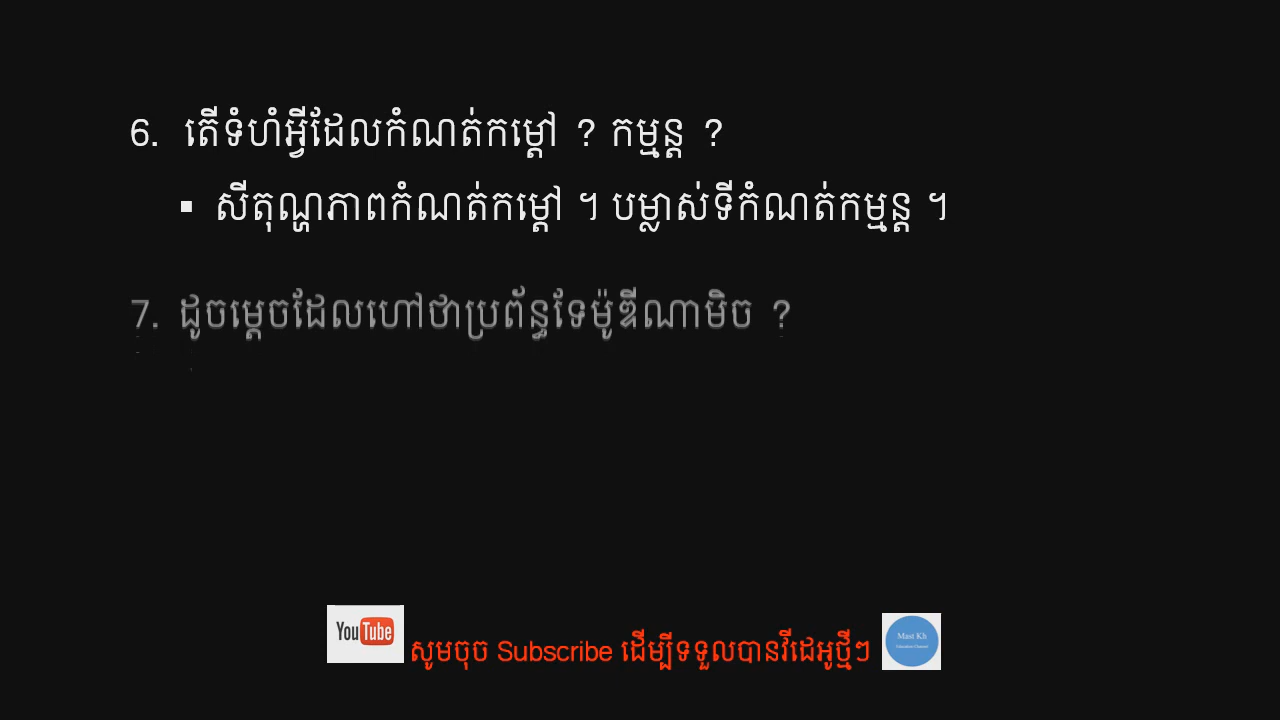 6. តើទំហំអ្វីដែលកំណត់កម្ដៅ ? កម្មន្ត ?
▪ សីតុណ្ហភាពកំណត់កម្ដៅ ។ បម្លាស់ទីកំណត់កម្មន្ត ។
7. ដូចម្ដេចដែលហៅថាប្រព័ន្ធទែម៉ូឌីណាមិច ?
YouTube សូមចុច Subscribe ដើម្បីទទួលបានវីដេអូថ្មីៗ Mast Kh